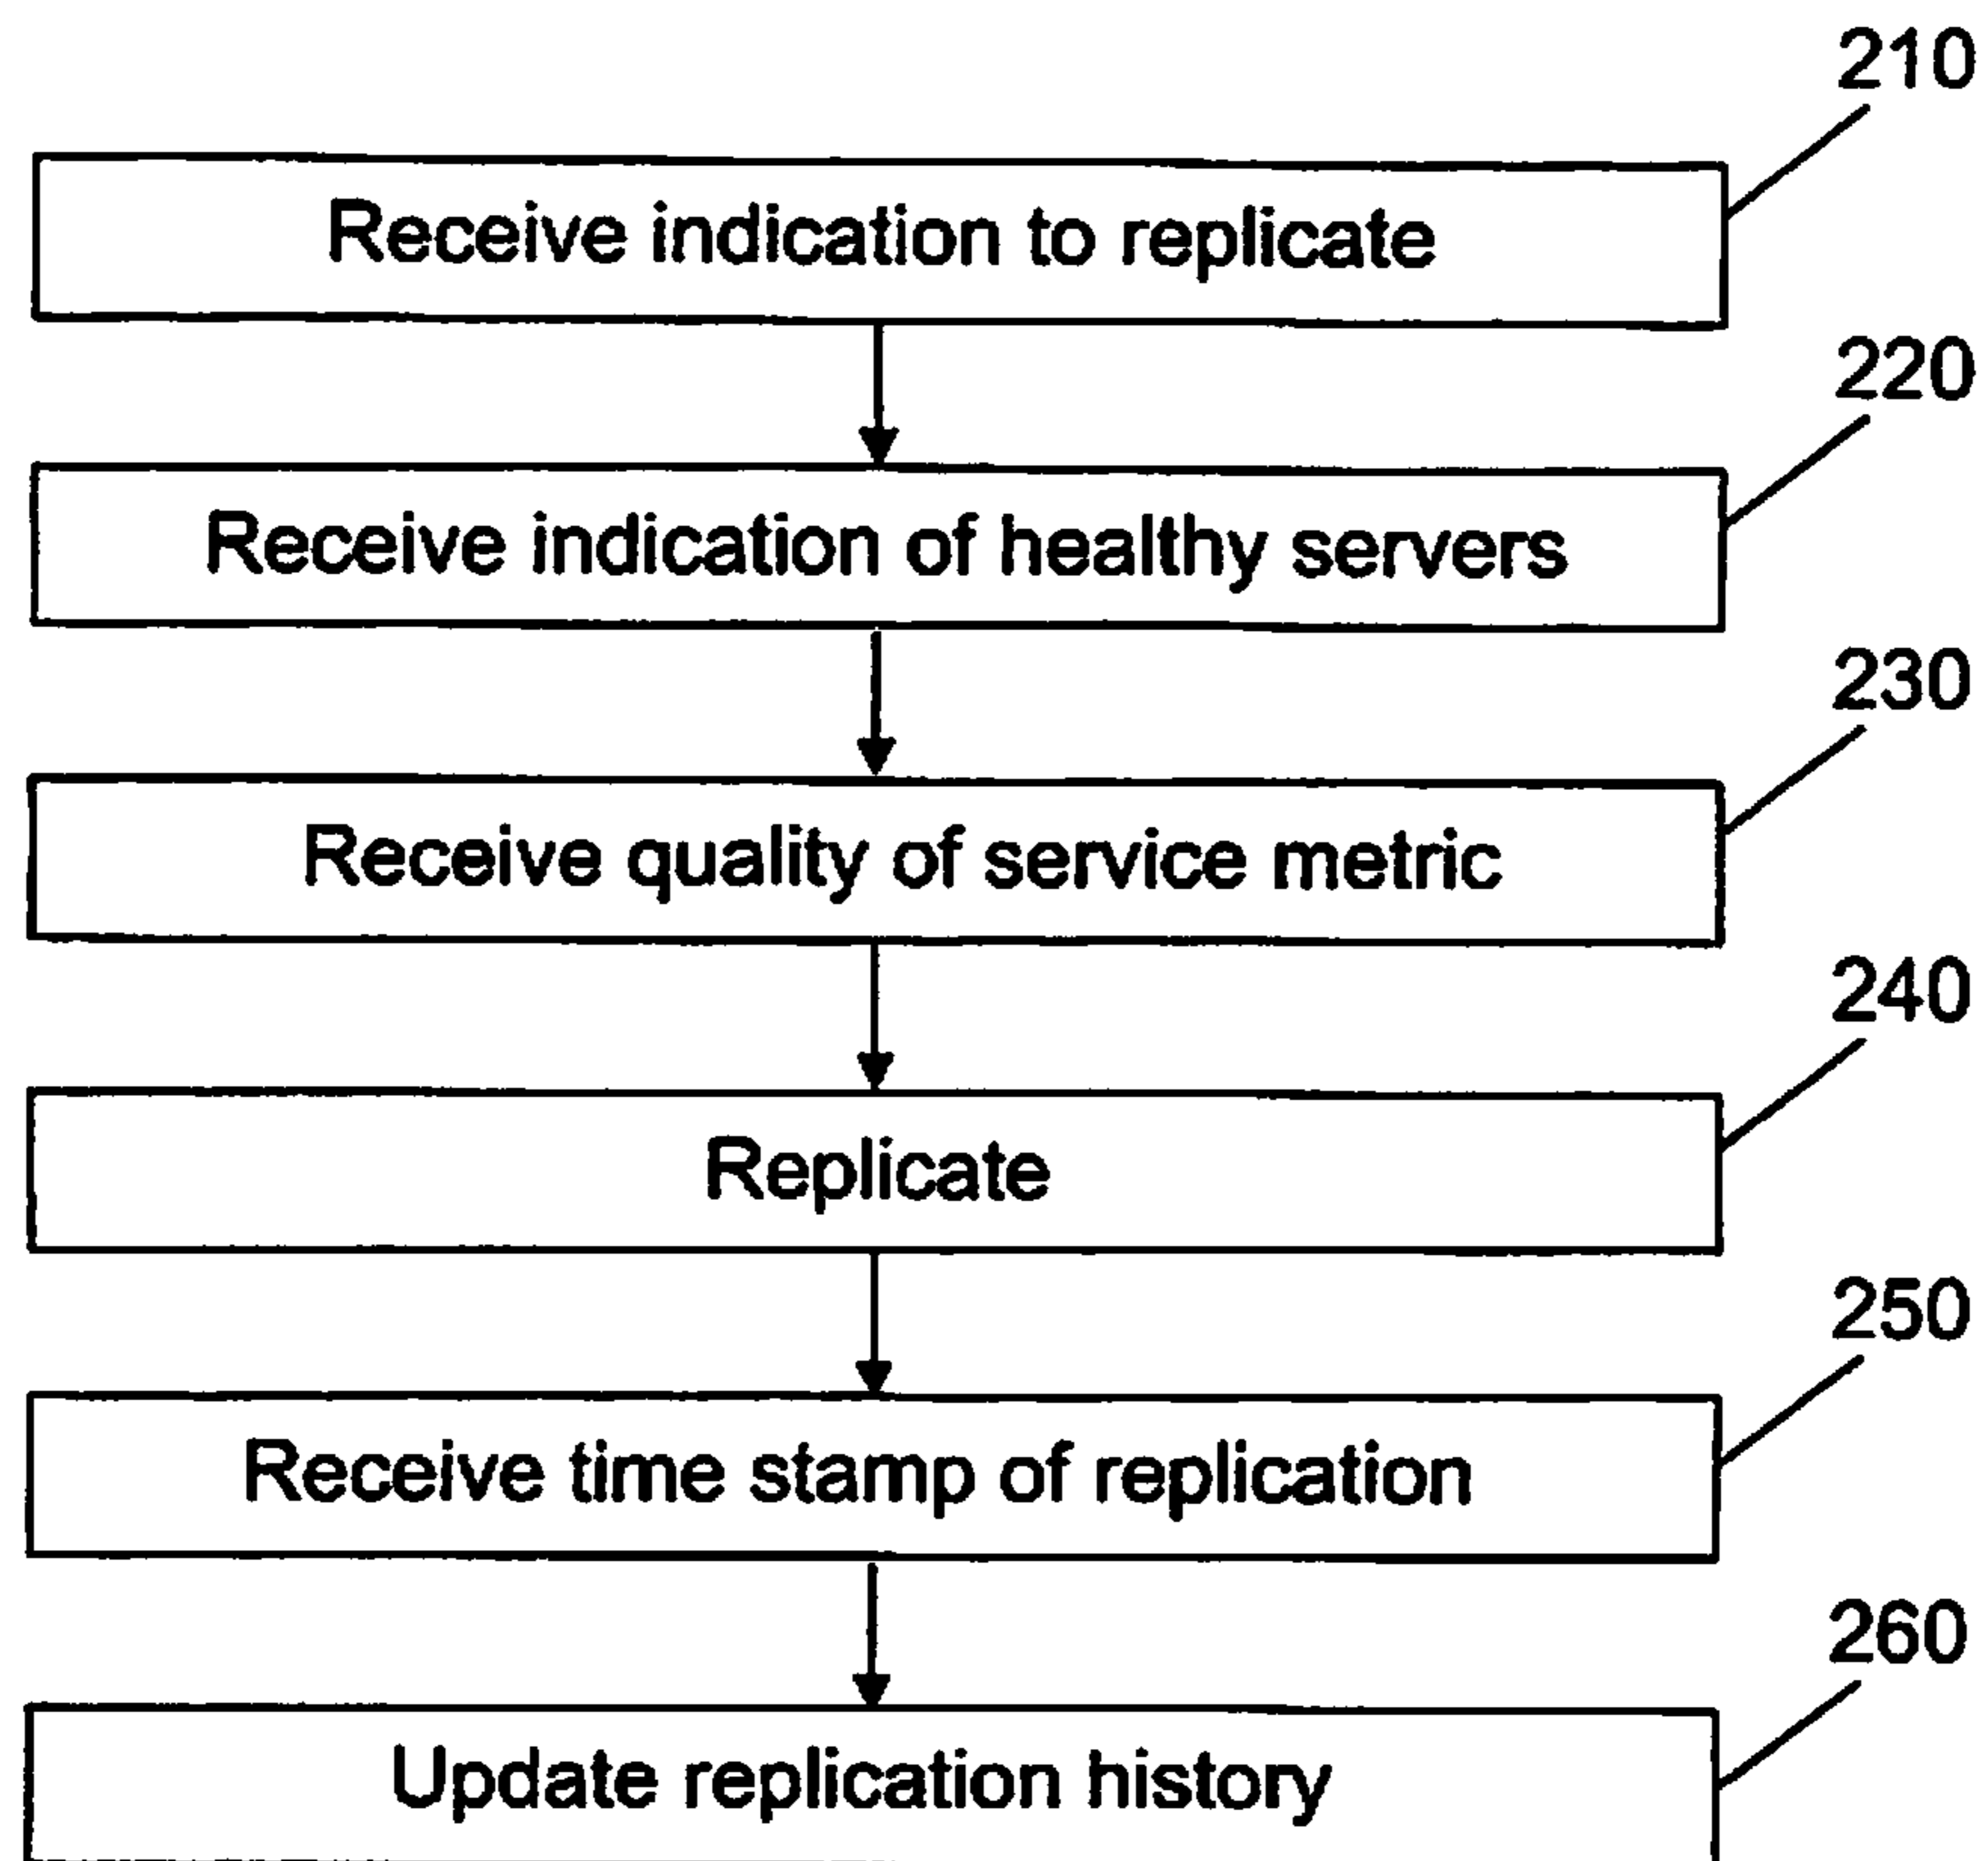 210
Receive indication to replicate
220
Receive indication of healthy servers
230
Receive quality of service metric
240
Replicate
250
Receive time stamp of replication
260
Update replication history